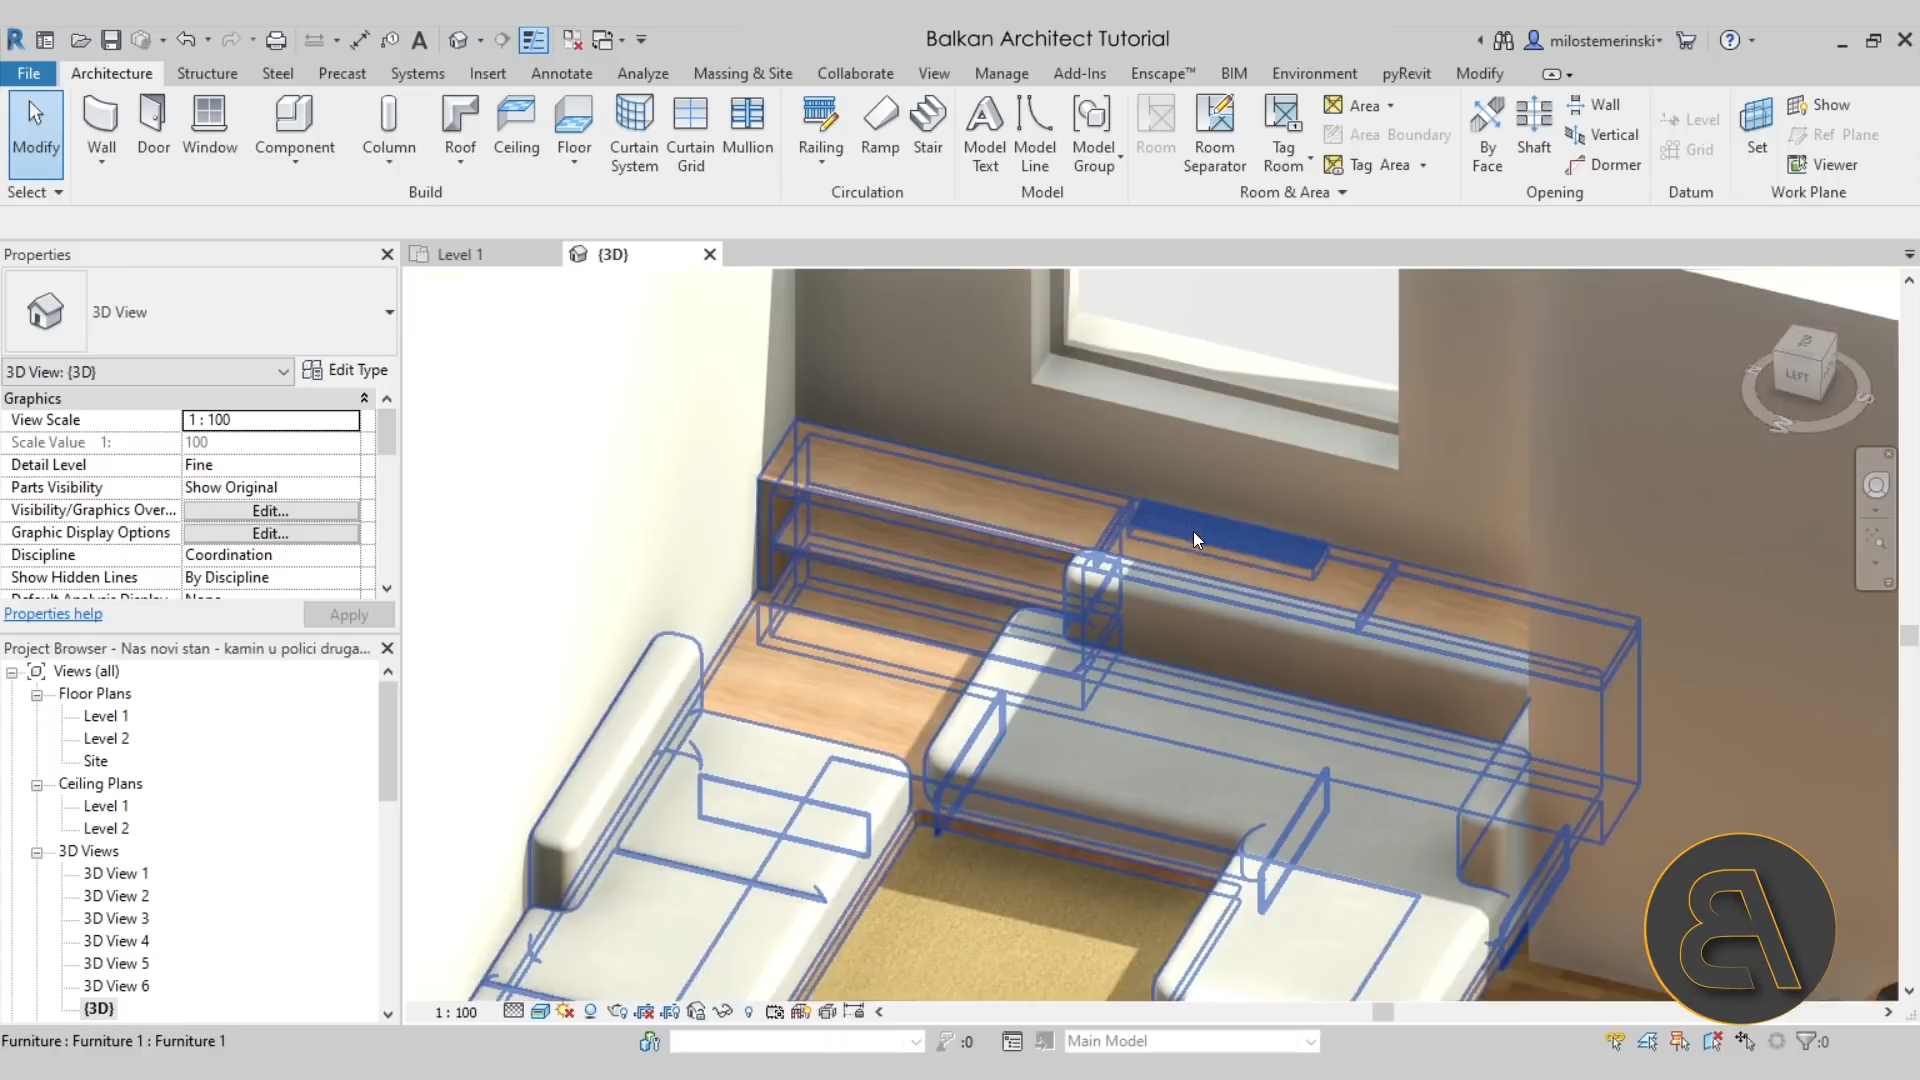 Balkan Architect Tutorial
milostemerinski
File
Architecture
Structure
Steel
Precast
Systems
Insert
Annotate
Analyze
Massing & Site
Collaborate
View
Manage
Add-Ins
Enscape™
BIM
Environment
pyRevit
Modify
Modify
Wall
Door
Window
Component
Column
Roof
Ceiling
Floor
Curtain System
Curtain Grid
Mullion
Railing
Ramp
Stair
Model Text
Model Line
Model Group
Room
Room Separator
Tag Room
Area
Area Boundary
Tag Area
By Face
Shaft
Wall
Vertical
Dormer
Level
Grid
Set
Show
Ref Plane
Viewer
Select
Build
Circulation
Model
Room & Area
Opening
Datum
Work Plane
Properties
Level 1
{3D}
3D View
3D View: {3D}
Edit Type
Graphics
View Scale 1 : 100
Scale Value 1: 100
Detail Level Fine
Parts Visibility Show Original
Visibility/Graphics Over... Edit...
Graphic Display Options Edit...
Discipline Coordination
Show Hidden Lines By Discipline
Properties help
Apply
LEFT
Project Browser - Nas novi stan - kamin u polici druga...
Views (all)
Floor Plans
Level 1
Level 2
Site
Ceiling Plans
Level 1
Level 2
3D Views
3D View 1
3D View 2
3D View 3
3D View 4
3D View 5
3D View 6
{3D}
1 : 100
Furniture : Furniture 1 : Furniture 1
:0
Main Model
:0